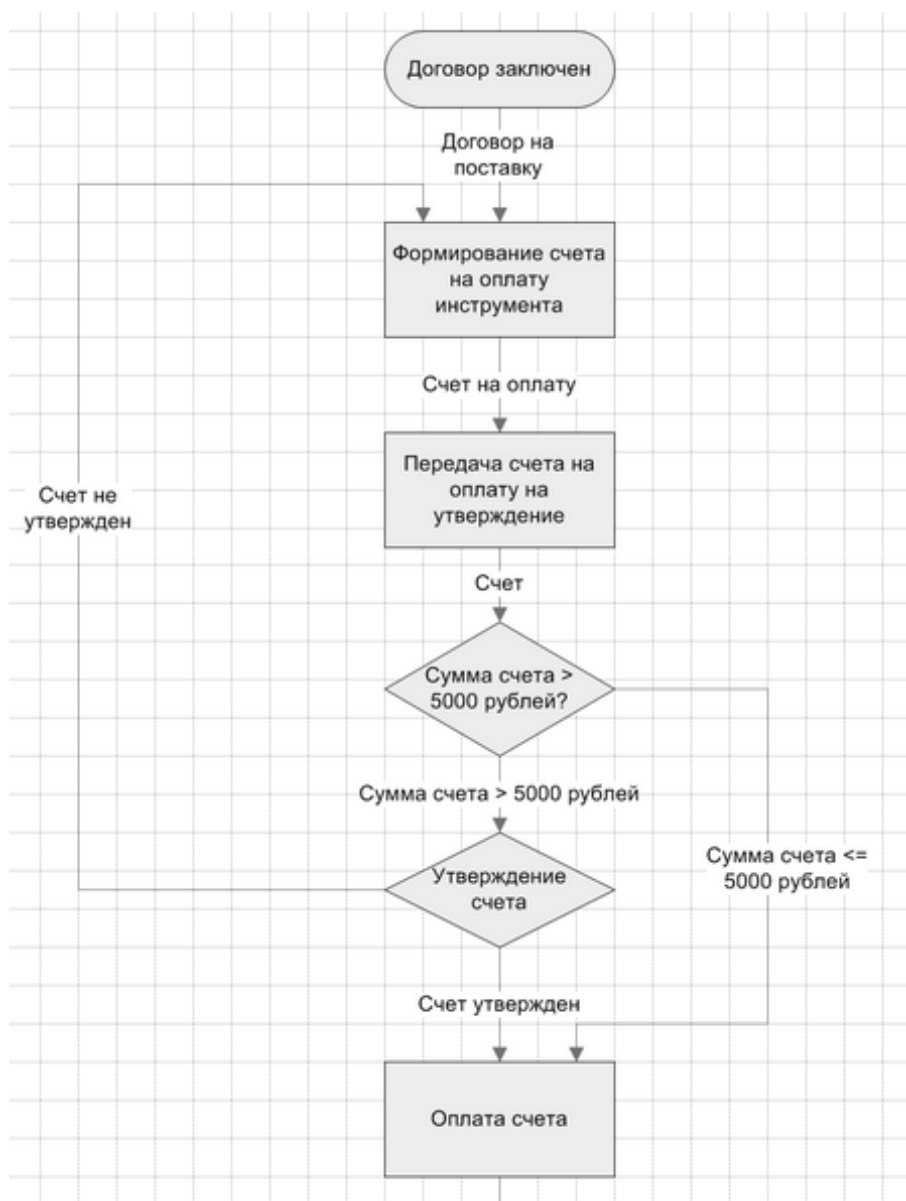 Договор заключен
Договор на
поставку
Формирование счета
на оплату
инструмента
Счет на оплату
Передача счета на
оплату на
утверждение
Счет не
утвержден
Счет
Сумма счета >
5000 рублей?
Сумма счета > 5000 рублей
Сумма счета <=
5000 рублей
Утверждение
счета
Счет утвержден
Оплата счета